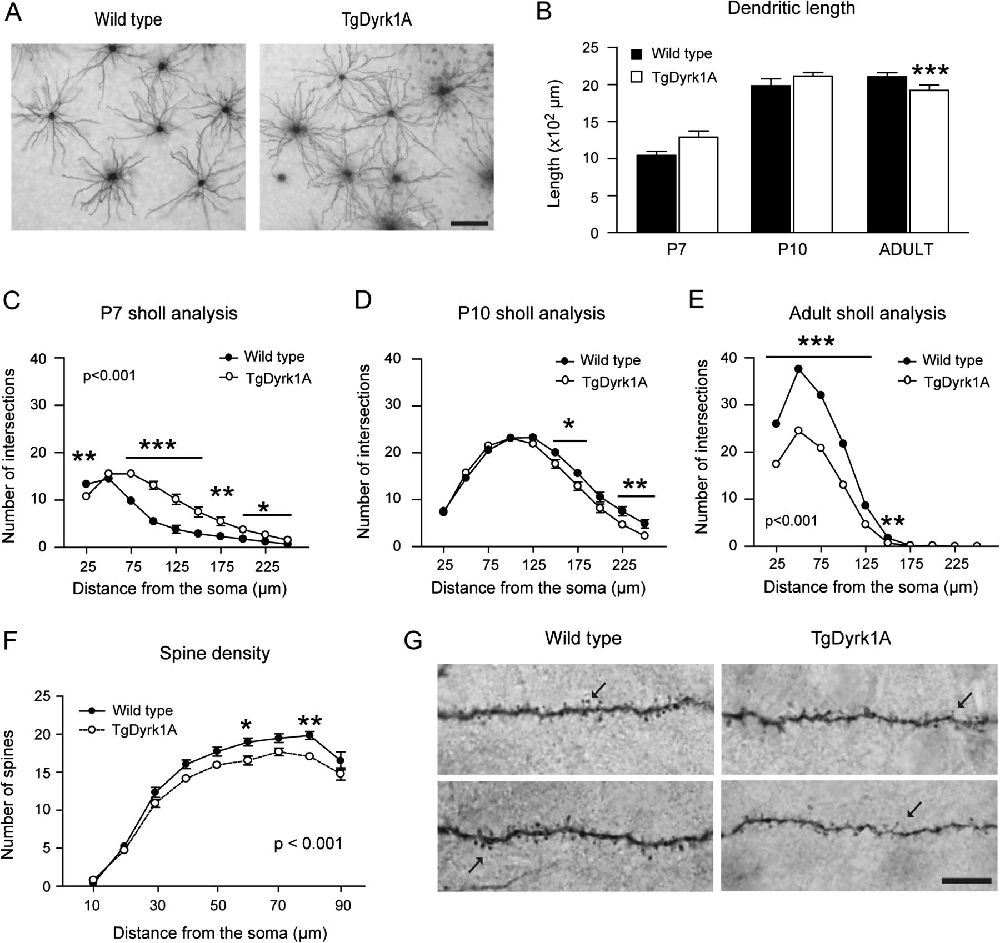 A
Wild type
TgDyrk1A
B
Dendritic length
Length (x10² µm)
25
20
15
10
5
0
Wild type
TgDyrk1A
***
P7
P10
ADULT
C
P7 sholl analysis
Number of intersections
40
30
20
10
0
p<0.001
Wild type
TgDyrk1A
**
***
**
*
25
75
125
175
225
Distance from the soma (µm)
D
P10 sholl analysis
Number of intersections
40
30
20
10
0
Wild type
TgDyrk1A
*
**
25
75
125
175
225
Distance from the soma (µm)
E
Adult sholl analysis
***
Number of intersections
40
30
20
10
0
Wild type
TgDyrk1A
p<0.001
**
25
75
125
175
225
Distance from the soma (µm)
F
Spine density
Number of spines
25
20
15
10
5
0
Wild type
TgDyrk1A
*
**
p < 0.001
10
30
50
70
90
Distance from the soma (µm)
G
Wild type
TgDyrk1A